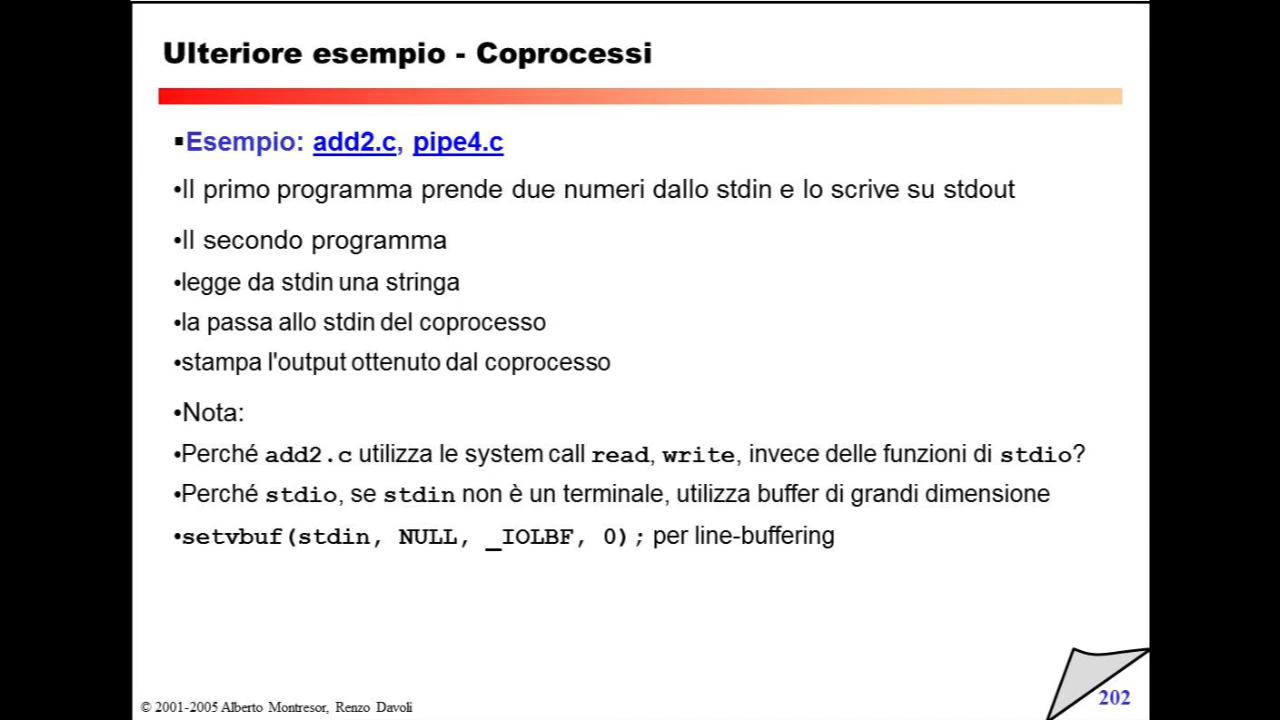 Ulteriore esempio - Coprocessi
▪Esempio: add2.c, pipe4.c
•Il primo programma prende due numeri dallo stdin e lo scrive su stdout
•Il secondo programma
•legge da stdin una stringa
•la passa allo stdin del coprocesso
•stampa l'output ottenuto dal coprocesso
•Nota:
•Perché add2.c utilizza le system call read, write, invece delle funzioni di stdio?
•Perché stdio, se stdin non è un terminale, utilizza buffer di grandi dimensione
•setvbuf(stdin, NULL, _IOLBF, 0); per line-buffering
© 2001-2005 Alberto Montresor, Renzo Davoli
202